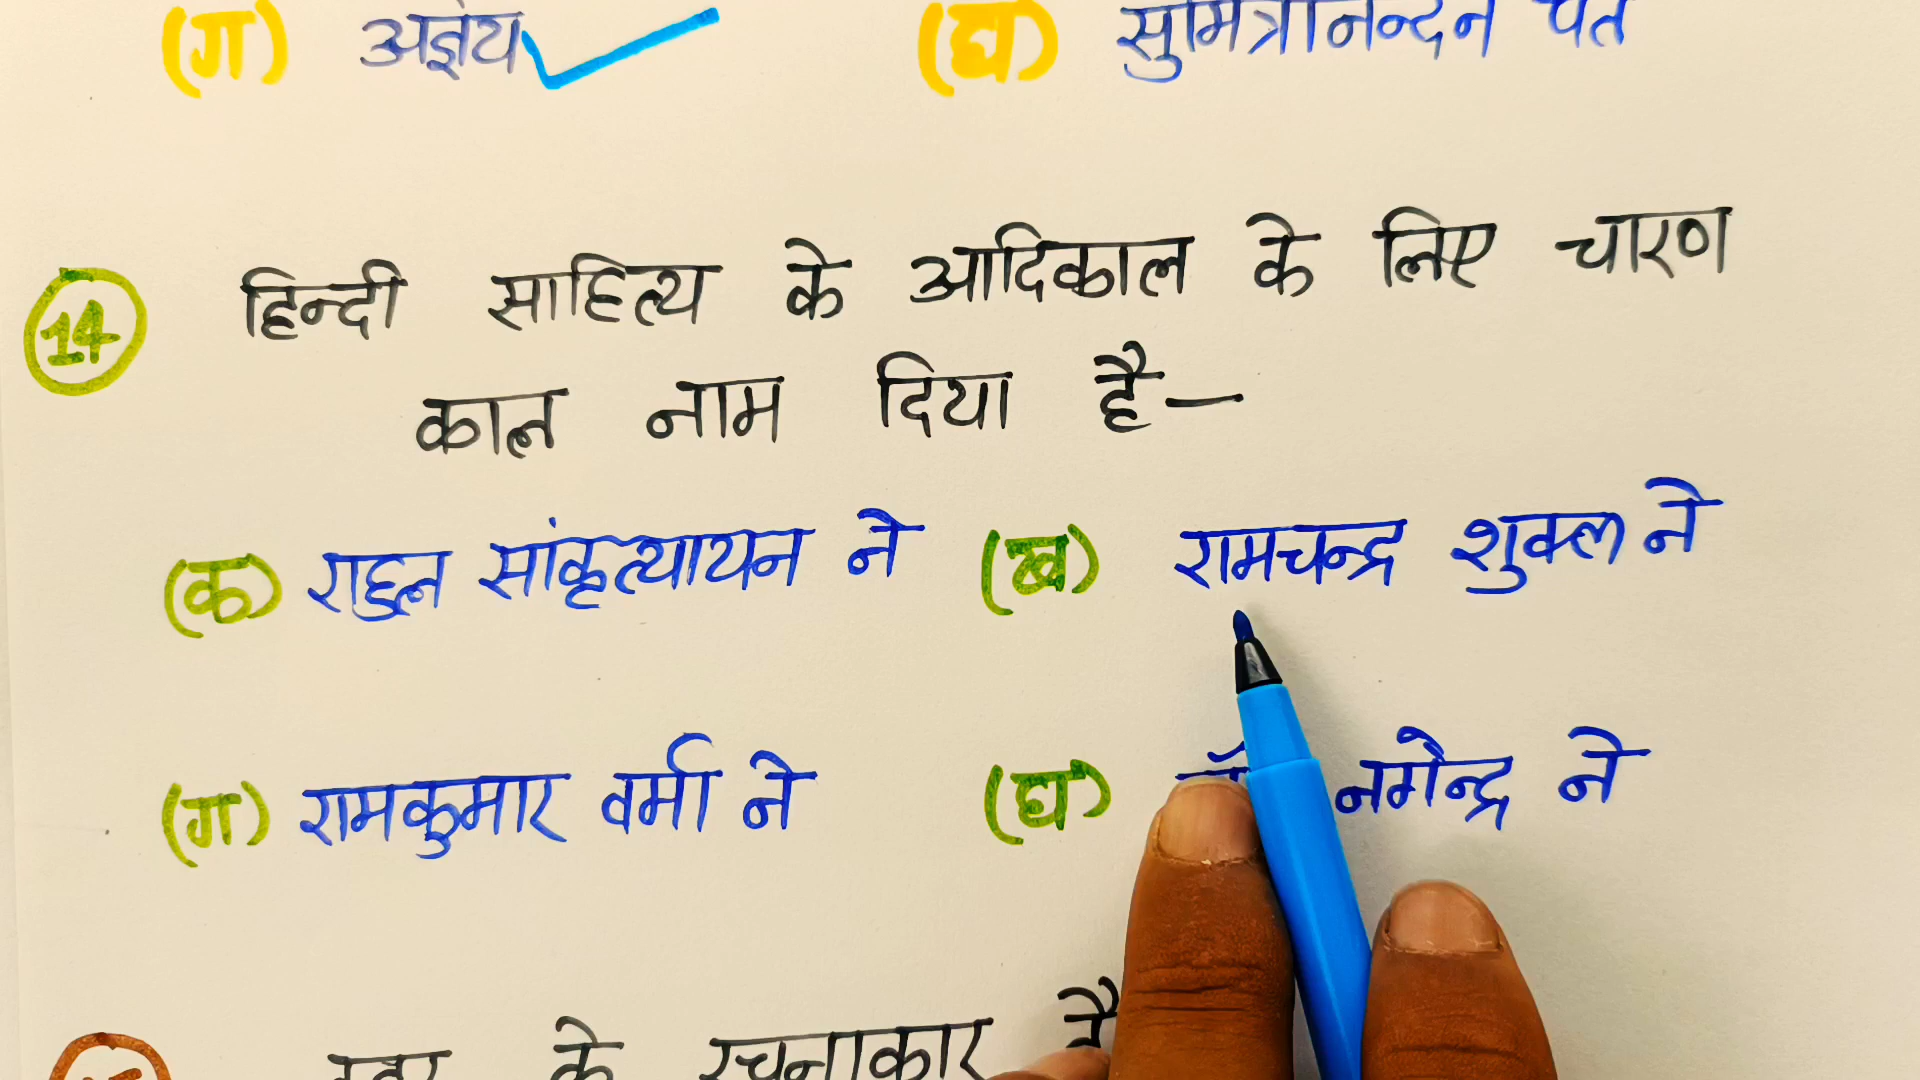 (ग) अज्ञेय (घ) सुमित्रानन्दन पंत
14 हिन्दी साहित्य के आदिकाल के लिए चारण
काल नाम दिया है—
(क) राहुल सांकृत्यायन ने (ख) रामचन्द्र शुक्ल ने
(ग) रामकुमार वर्मा ने (घ) नगेन्द्र ने
के रचनाकार है